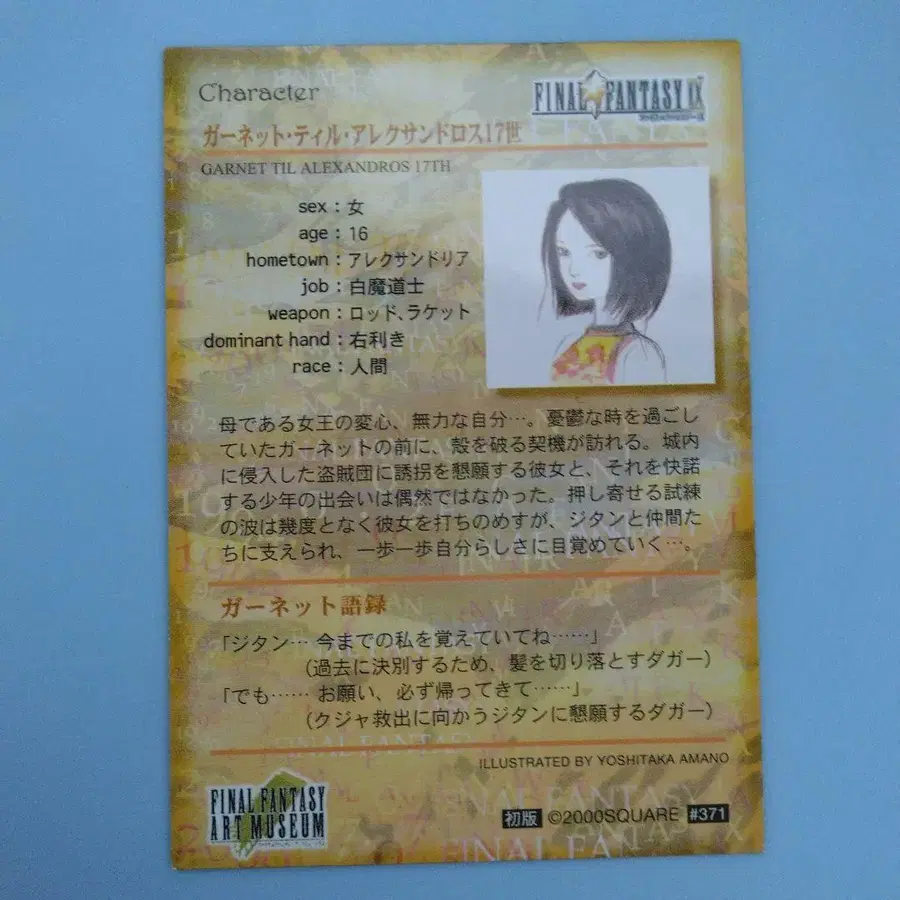 Character
FINAL FANTASY IX
ガーネット・ティル・アレクサンドロス17世
GARNET TIL ALEXANDROS 17TH
sex：女
age：16
hometown：アレクサンドリア
job：白魔道士
weapon：ロッド、ラケット
dominant hand：右利き
race：人間
母である女王の変心、無力な自分…。憂鬱な時を過ごし
ていたガーネットの前に、殻を破る契機が訪れる。城内
に侵入した盗賊団に誘拐を懇願する彼女と、それを快諾
する少年の出会いは偶然ではなかった。押し寄せる試練
の波は幾度となく彼女を打ちのめすが、ジタンと仲間た
ちに支えられ、一歩一歩自分らしさに目覚めていく…。
ガーネット語録
「ジタン… 今までの私を覚えていてね……」
（過去に決別するため、髪を切り落とすダガー）
「でも…… お願い、必ず帰ってきて……」
（クジャ救出に向かうジタンに懇願するダガー）
ILLUSTRATED BY YOSHITAKA AMANO
FINAL FANTASY
ART MUSEUM
初版 ©2000SQUARE #371